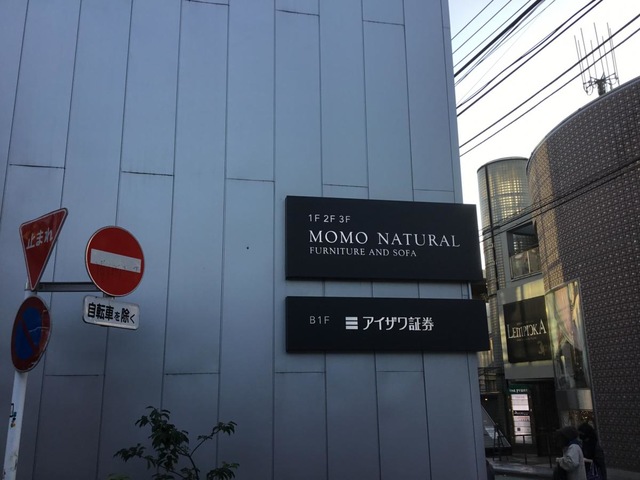 止まれ
自転車を除く
1F 2F 3F
MOMO NATURAL
FURNITURE AND SOFA
B1F アイザワ証券
LEMPICKA